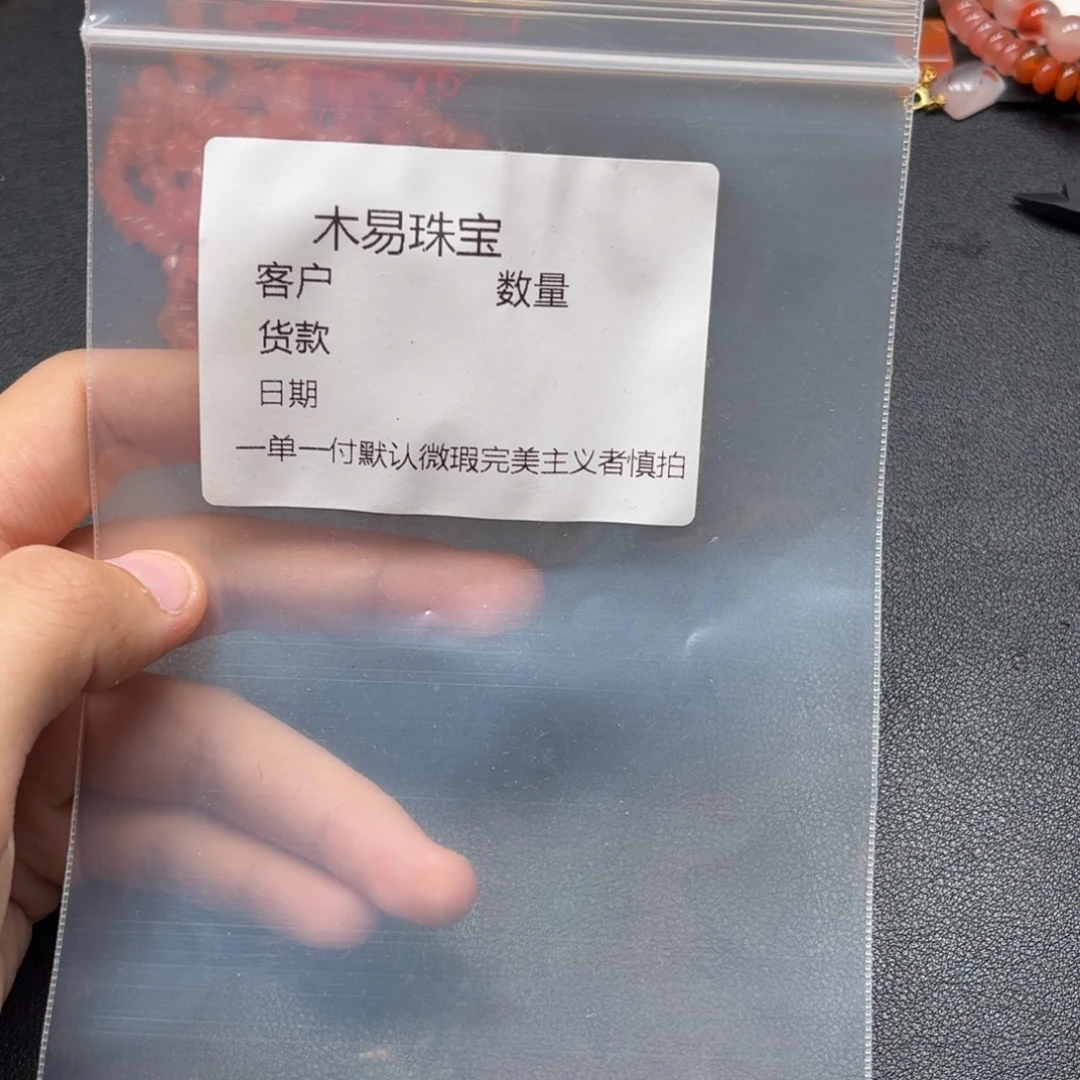 木易珠宝
客户 数量
货款
日期
一单一付默认微瑕完美主义者慎拍